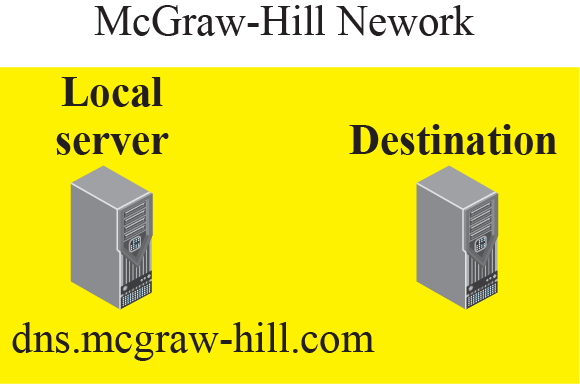 McGraw-Hill Nework
Local
server
Destination
dns.mcgraw-hill.com